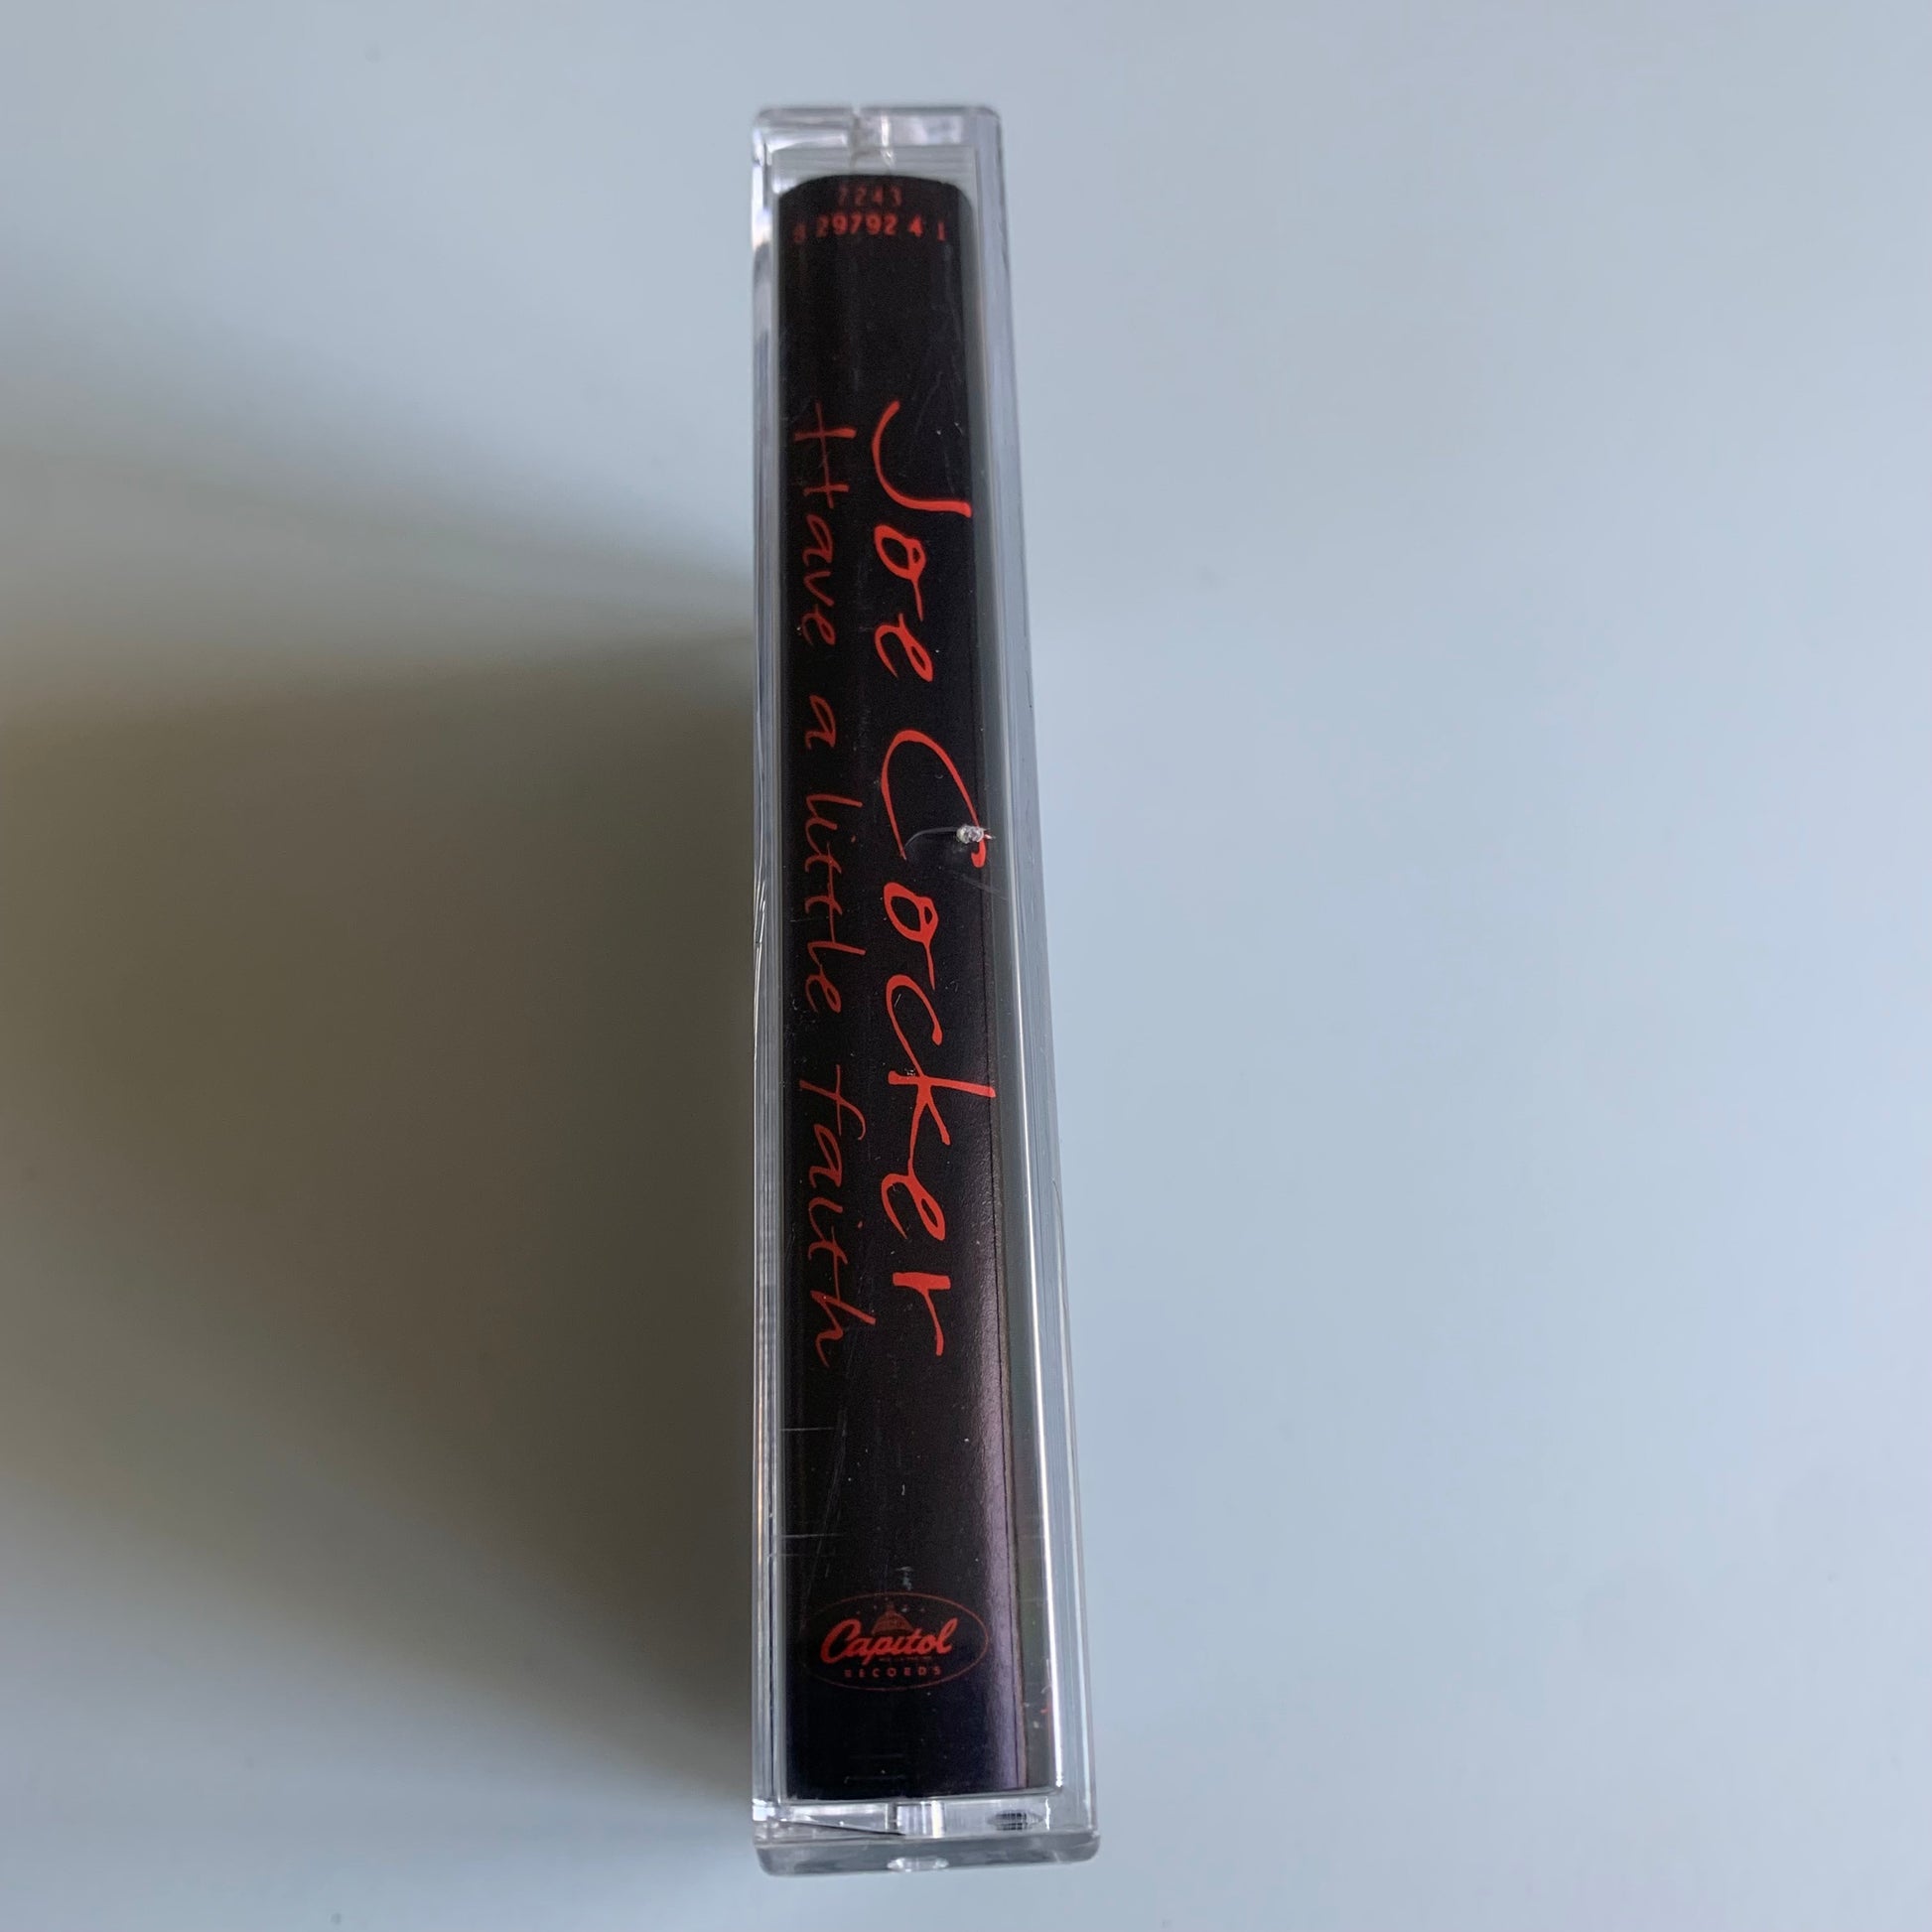 7243
8 29792 4 1
Joe Cocker
Have a little faith
Capitol
RECORDS